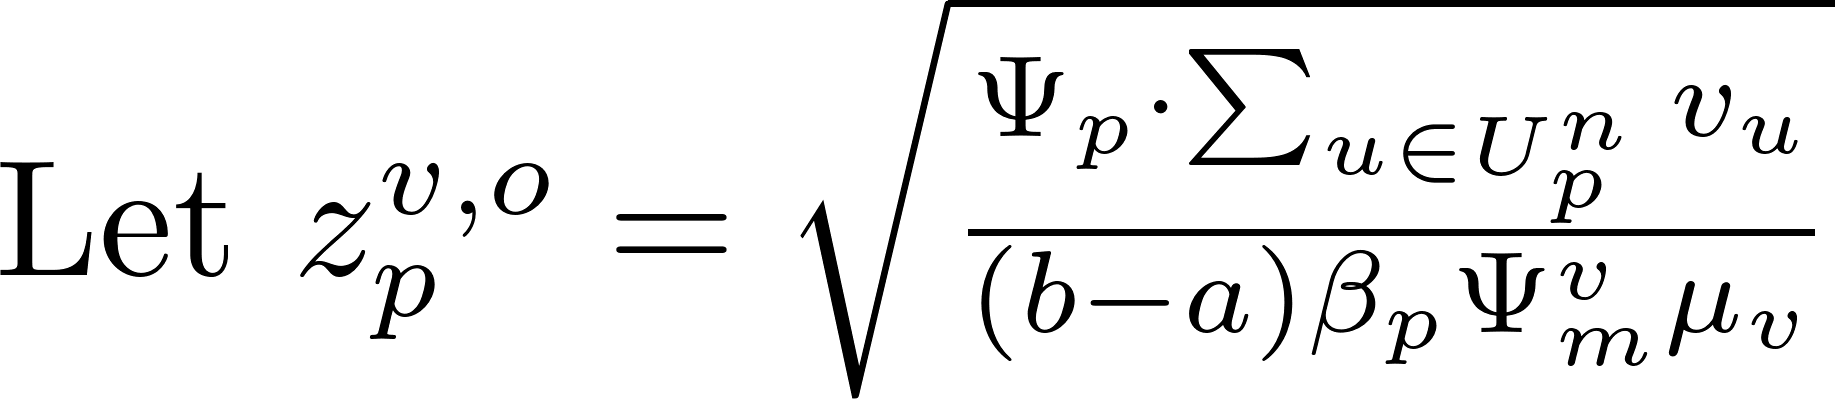 Let $z_p^{v,o} = \sqrt{\frac{\Psi_p \cdot \sum_{u \in U_p^n} v_u}{(b-a)\beta_p \Psi_m^v \mu_v}}$